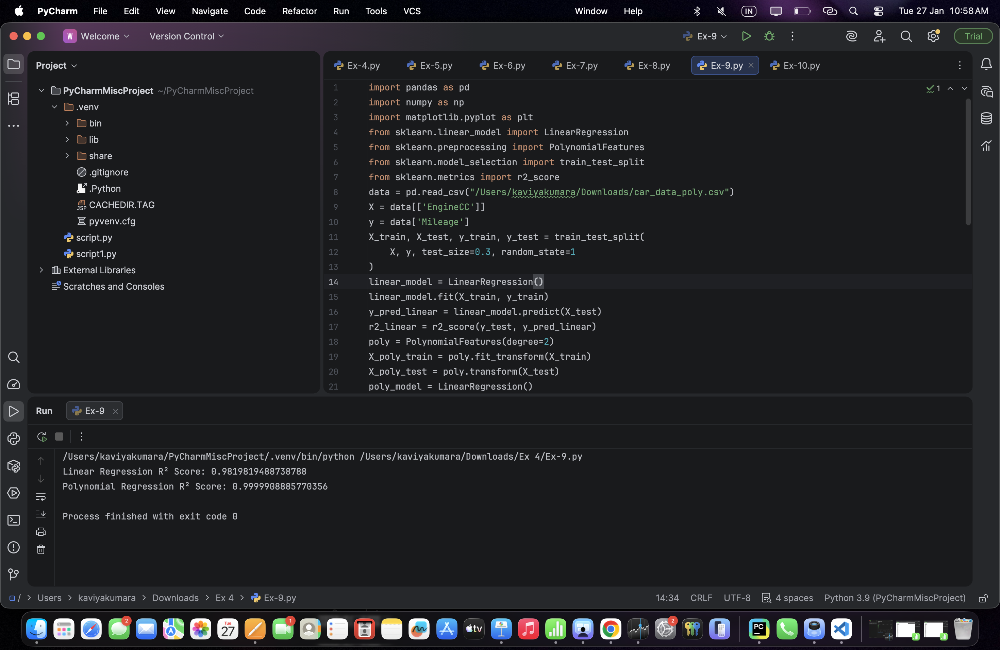 PyCharm File Edit View Navigate Code Refactor Run Tools VCS Window Help IN Tue 27 Jan 10:58 AM
W Welcome Version Control Ex-9 Trial
Project
Ex-4.py Ex-5.py Ex-6.py Ex-7.py Ex-8.py Ex-9.py Ex-10.py
PyCharmMiscProject ~/PyCharmMiscProject
.venv
bin
lib
share
.gitignore
.Python
JSP CACHEDIR.TAG
pyvenv.cfg
script.py
script1.py
External Libraries
Scratches and Consoles
1
1 import pandas as pd
2 import numpy as np
3 import matplotlib.pyplot as plt
4 from sklearn.linear_model import LinearRegression
5 from sklearn.preprocessing import PolynomialFeatures
6 from sklearn.model_selection import train_test_split
7 from sklearn.metrics import r2_score
8 data = pd.read_csv("/Users/kaviyakumara/Downloads/car_data_poly.csv")
9 X = data[['EngineCC']]
10 y = data['Mileage']
11 X_train, X_test, y_train, y_test = train_test_split(
12     X, y, test_size=0.3, random_state=1
13 )
14 linear_model = LinearRegression()
15 linear_model.fit(X_train, y_train)
16 y_pred_linear = linear_model.predict(X_test)
17 r2_linear = r2_score(y_test, y_pred_linear)
18 poly = PolynomialFeatures(degree=2)
19 X_poly_train = poly.fit_transform(X_train)
20 X_poly_test = poly.transform(X_test)
21 poly_model = LinearRegression()
Run Ex-9
/Users/kaviyakumara/PyCharmMiscProject/.venv/bin/python /Users/kaviyakumara/Downloads/Ex 4/Ex-9.py
Linear Regression R² Score: 0.9819819488738788
Polynomial Regression R² Score: 0.9999908885770356
Process finished with exit code 0
/ > Users > kaviyakumara > Downloads > Ex 4 > Ex-9.py 14:34 CRLF UTF-8 4 spaces Python 3.9 (PyCharmMiscProject)
2 Tue 27 1 tv 2 PC